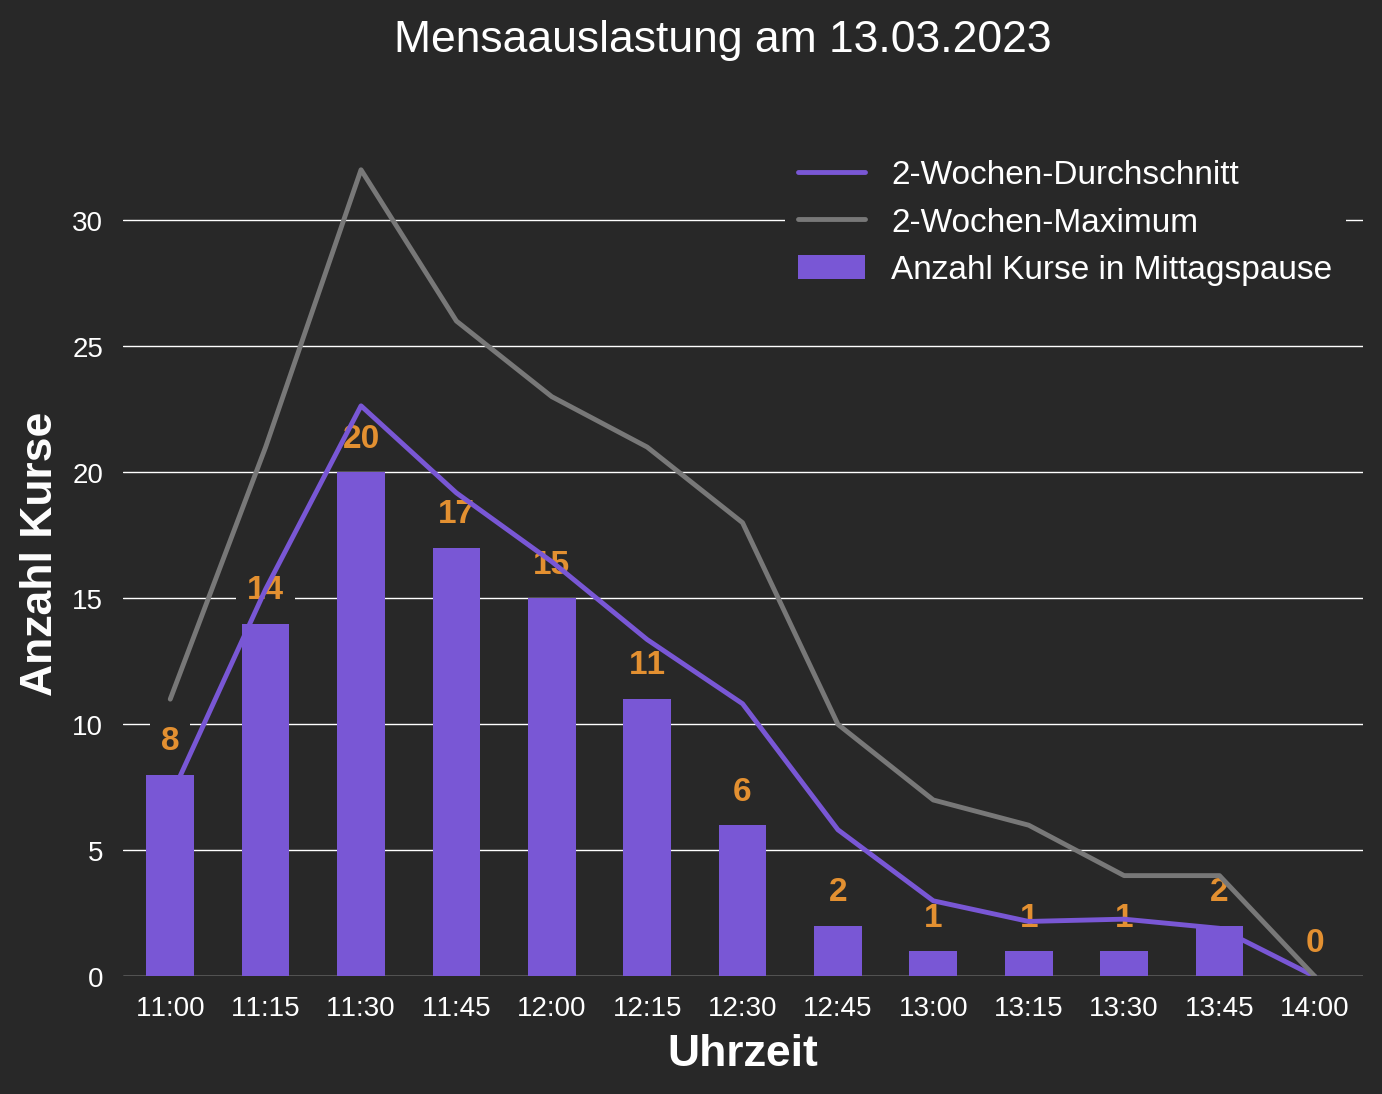 Mensaauslastung am 13.03.2023
2-Wochen-Durchschnitt
2-Wochen-Maximum
Anzahl Kurse in Mittagspause
Anzahl Kurse
30
25
20
15
10
5
0
8
14
20
17
15
11
6
2
1
1
1
2
0
11:00 11:15 11:30 11:45 12:00 12:15 12:30 12:45 13:00 13:15 13:30 13:45 14:00
Uhrzeit